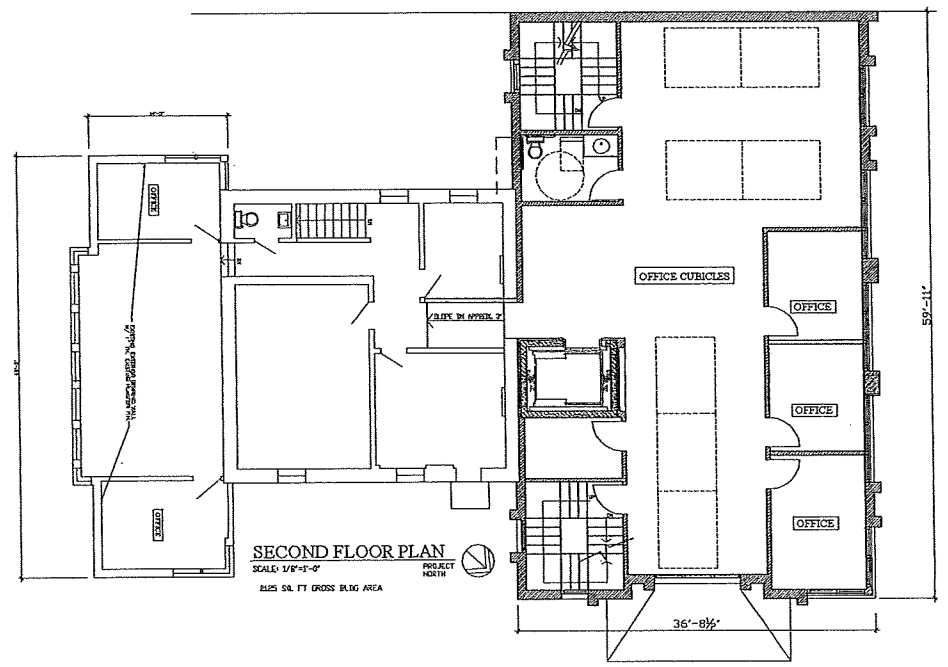 OFFICE
OFFICE CUBICLES
OFFICE
59'-11"
SLOPE DN APPROX. 3"
OFFICE
OFFICE
OFFICE
SECOND FLOOR PLAN
SCALE: 1/8"=1'-0"
PROJECT
NORTH
2125 SQ. FT GROSS BLDG AREA
36'-8½"